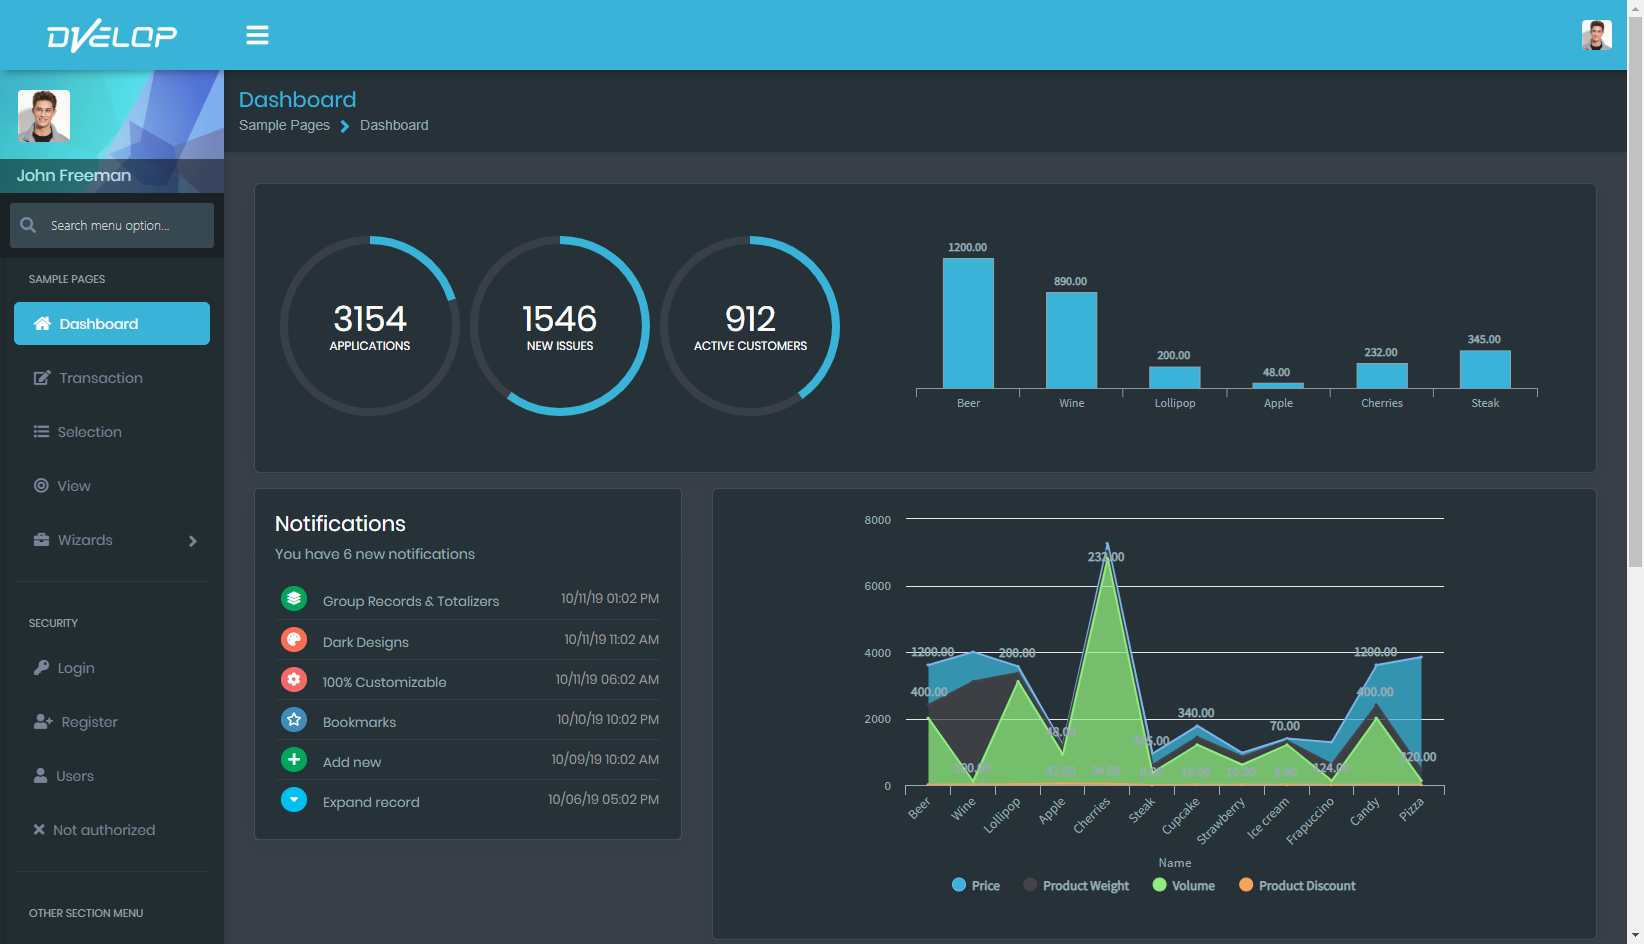 DVELOP
Dashboard
Sample Pages Dashboard
John Freeman
Search menu option...
SAMPLE PAGES
Dashboard
Transaction
Selection
View
Wizards
SECURITY
Login
Register
Users
Not authorized
OTHER SECTION MENU
3154
APPLICATIONS
1546
NEW ISSUES
912
ACTIVE CUSTOMERS
1200.00
890.00
200.00
48.00
232.00
345.00
Beer Wine Lollipop Apple Cherries Steak
Notifications
You have 6 new notifications
Group Records & Totalizers 10/11/19 01:02 PM
Dark Designs 10/11/19 11:02 AM
100% Customizable 10/11/19 06:02 AM
Bookmarks 10/10/19 10:02 PM
Add new 10/09/19 10:02 AM
Expand record 10/06/19 05:02 PM
8000
6000
4000
2000
0
232.00
1200.00 200.00 1200.00
400.00 400.00
340.00
70.00
48.00
345.00
320.00
200.00 42.00 34.00 10.00 124.00
Beer Wine Lollipop Apple Cherries Steak Cupcake Strawberry Ice cream Frapuccino Candy Pizza
Name
Price Product Weight Volume Product Discount